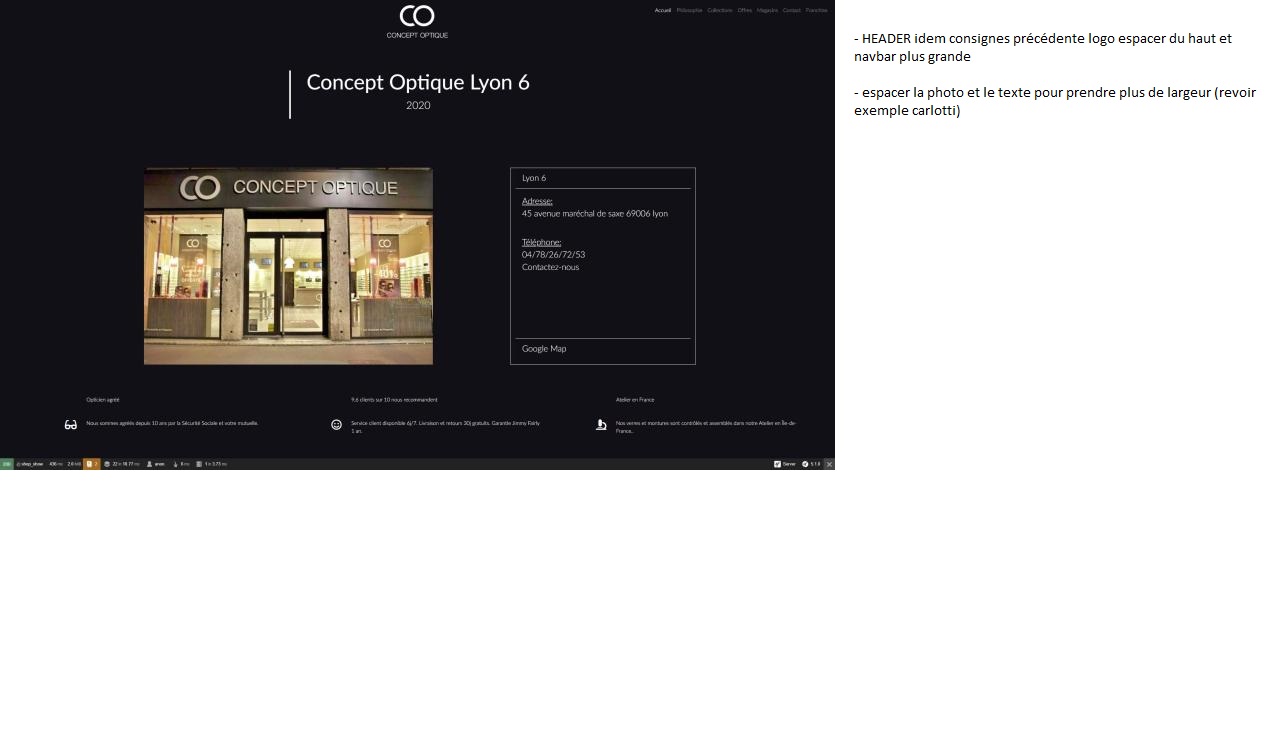 CO
CONCEPT OPTIQUE
Accueil Philosophie Collections Offres Magasins Contact Franchise
- HEADER idem consignes précédente logo espacer du haut et
navbar plus grande
- espacer la photo et le texte pour prendre plus de largeur (revoir
exemple carlotti)
Concept Optique Lyon 6
2020
CO CONCEPT OPTIQUE
CO
CO
-40%
Lyon 6
Adresse:
45 avenue maréchal de saxe 69006 lyon
Téléphone:
04/78/26/72/53
Contactez-nous
Google Map
Opticien agréé
Nous sommes agréés depuis 10 ans par la Sécurité Sociale et votre mutuelle.
9,6 clients sur 10 nous recommandent
Service client disponible 6j/7. Livraison et retours 30j gratuits. Garantie Jimmy Fairly
1 an.
Atelier en France
Nos verres et montures sont contrôlés et assemblés dans notre Atelier en Île-de-
France..
200 @ shop_show 436 ms 2.0 MiB 2 22 in 18.77 ms anon. 8 ms 1 in 3.73 ms Server 5.1.8